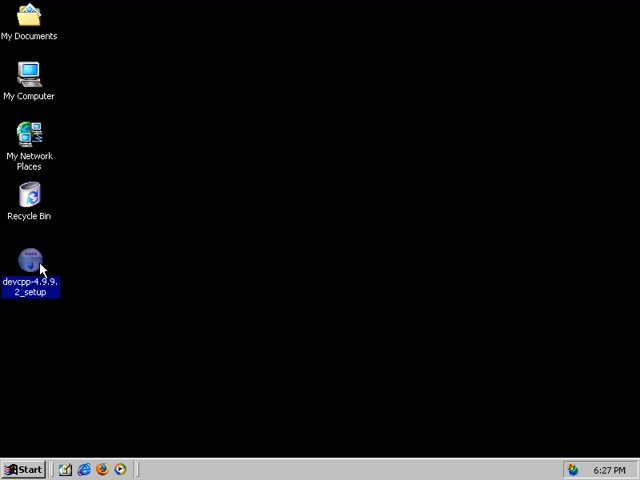 My Documents
My Computer
My Network
Places
Recycle Bin
devcpp-4.9.9.
2_setup
Start
6:27 PM